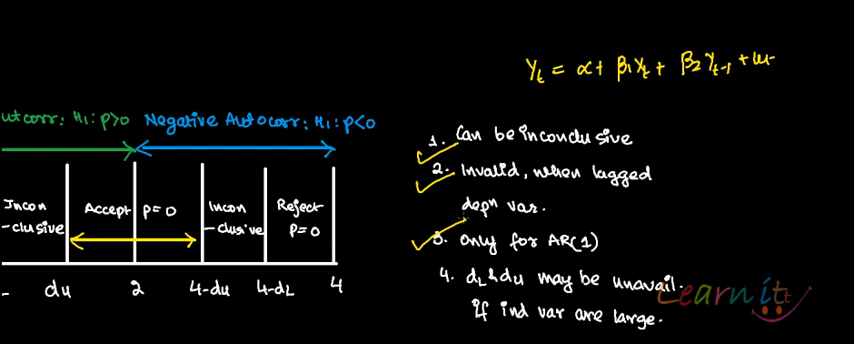 Yt = α + β1Xt + β2Yt-1 + ut
utcorr: H1: ρ>0 Negative Autocorr: H1: ρ<0
1. Can be inconclusive
2. Invalid, when lagged
depn var.
3. Only for AR(1)
4. dL & du may be unavail.
if ind var are large.
Incon
-clusive
Accept ρ=0
Incon
-clusive
Reject
ρ=0
du 2 4-du 4-dL 4
Learnit